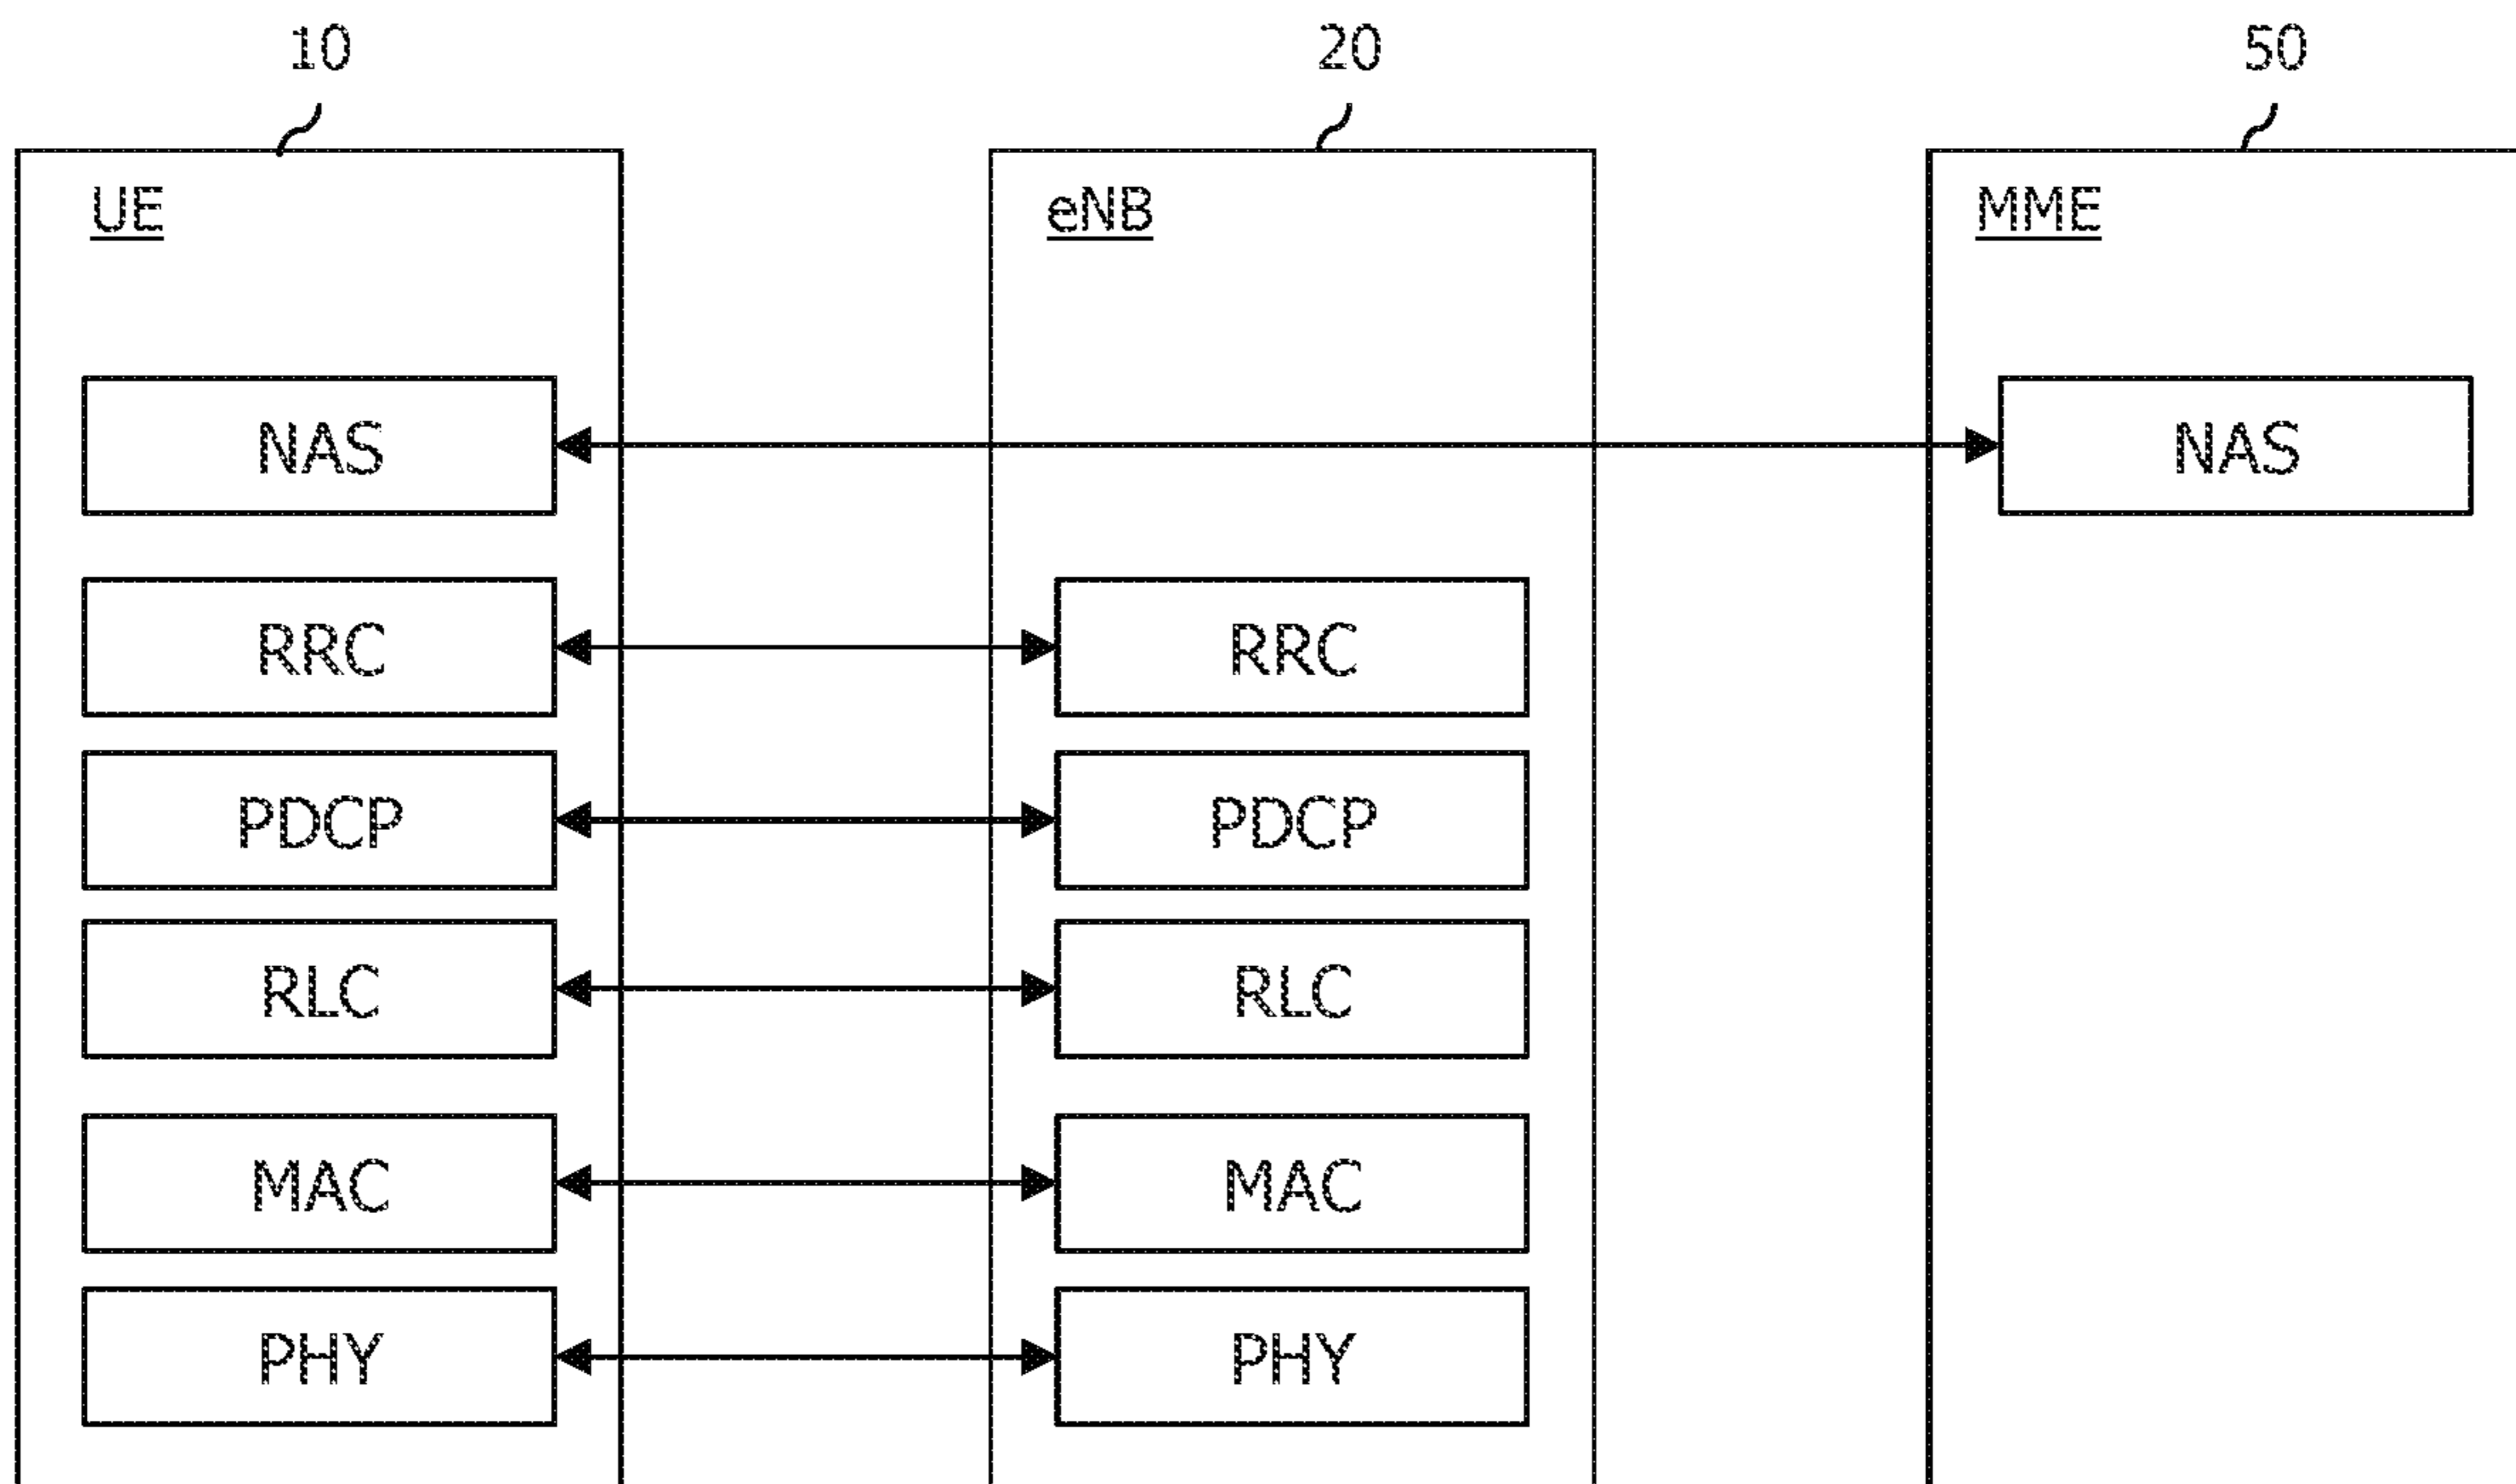 10 20 50
UE eNB MME
NAS NAS
RRC RRC
PDCP PDCP
RLC RLC
MAC MAC
PHY PHY